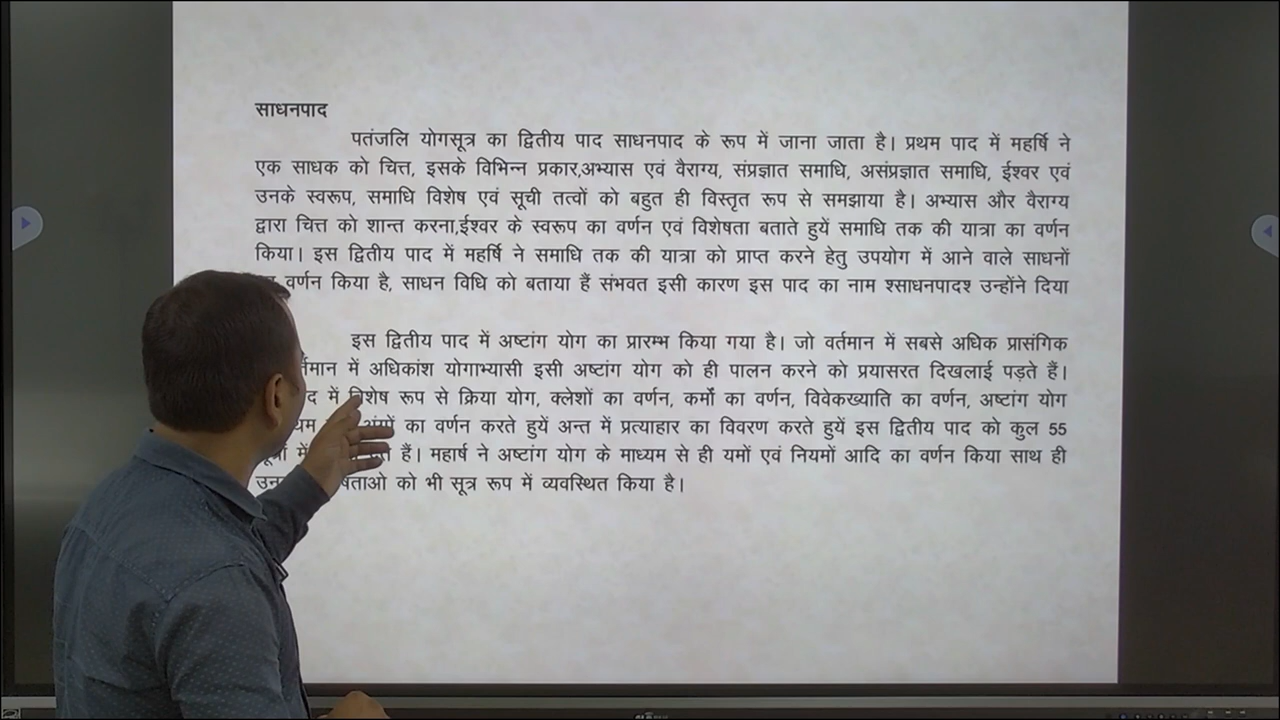 साधनपाद
पतंजलि योगसूत्र का द्वितीय पाद साधनपाद के रूप में जाना जाता है। प्रथम पाद में महर्षि ने
एक साधक को चित्त, इसके विभिन्न प्रकार,अभ्यास एवं वैराग्य, संप्रज्ञात समाधि, असंप्रज्ञात समाधि, ईश्वर एवं
उनके स्वरूप, समाधि विशेष एवं सूची तत्वों को बहुत ही विस्तृत रूप से समझाया है। अभ्यास और वैराग्य
द्वारा चित्त को शान्त करना,ईश्वर के स्वरूप का वर्णन एवं विशेषता बताते हुयें समाधि तक की यात्रा का वर्णन
किया। इस द्वितीय पाद में महर्षि ने समाधि तक की यात्रा को प्राप्त करने हेतु उपयोग में आने वाले साधनों
वर्णन किया है, साधन विधि को बताया हैं संभवत इसी कारण इस पाद का नाम श्साधनपादश् उन्होंने दिया
इस द्वितीय पाद में अष्टांग योग का प्रारम्भ किया गया है। जो वर्तमान में सबसे अधिक प्रासंगिक
में अधिकांश योगाभ्यासी इसी अष्टांग योग को ही पालन करने को प्रयासरत दिखलाई पड़ते हैं।
में विशेष रूप से क्रिया योग, क्लेशों का वर्णन, कर्मों का वर्णन, विवेकख्याति का वर्णन, अष्टांग योग
का वर्णन करते हुयें अन्त में प्रत्याहार का विवरण करते हुयें इस द्वितीय पाद को कुल 55
में हैं। महार्ष ने अष्टांग योग के माध्यम से ही यमों एवं नियमों आदि का वर्णन किया साथ ही
को भी सूत्र रूप में व्यवस्थित किया है।